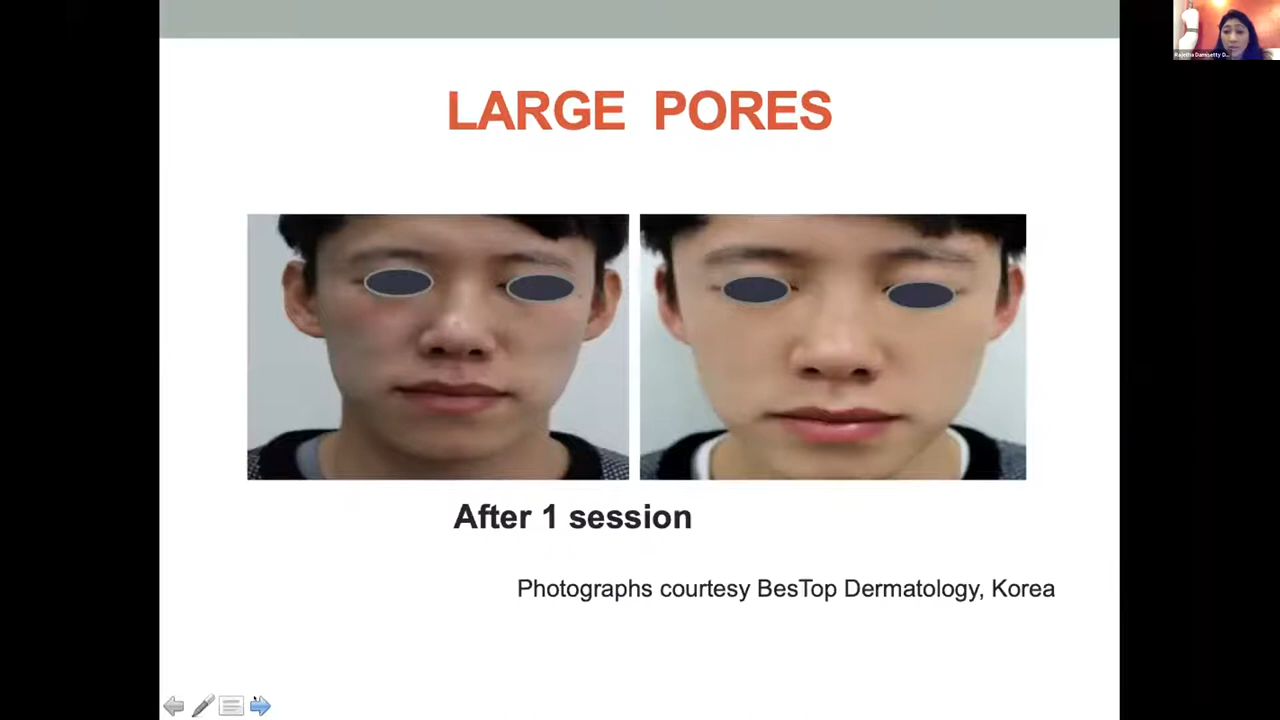 LARGE PORES
After 1 session
Photographs courtesy BesTop Dermatology, Korea